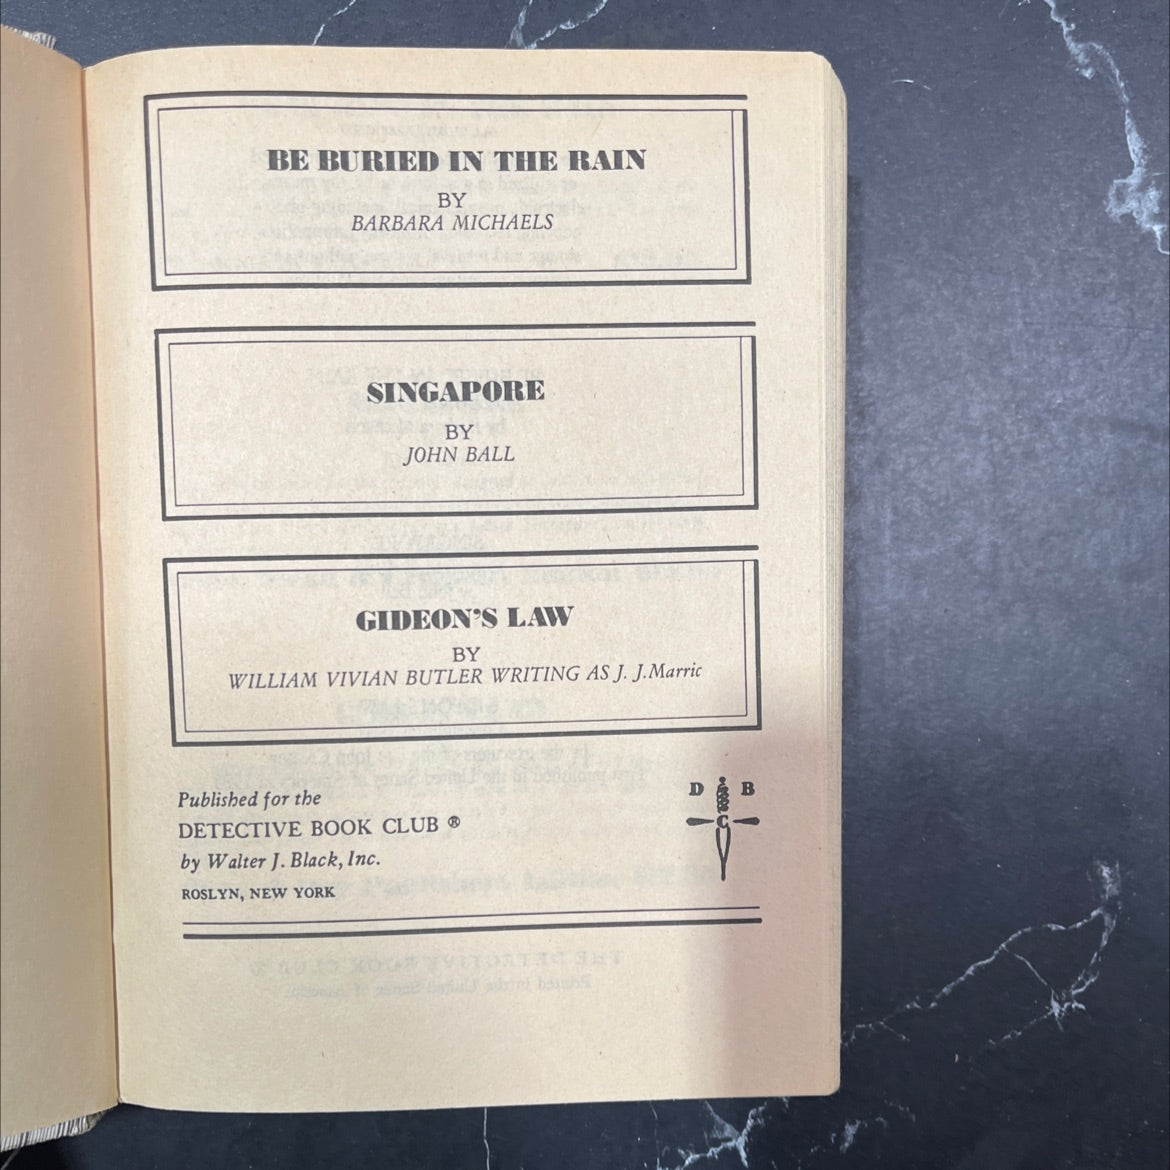 BE BURIED IN THE RAIN
BY
BARBARA MICHAELS
SINGAPORE
BY
JOHN BALL
GIDEON'S LAW
BY
WILLIAM VIVIAN BUTLER WRITING AS J. J.Marric
Published for the
DETECTIVE BOOK CLUB ®
by Walter J. Black, Inc.
ROSLYN, NEW YORK
D B
C